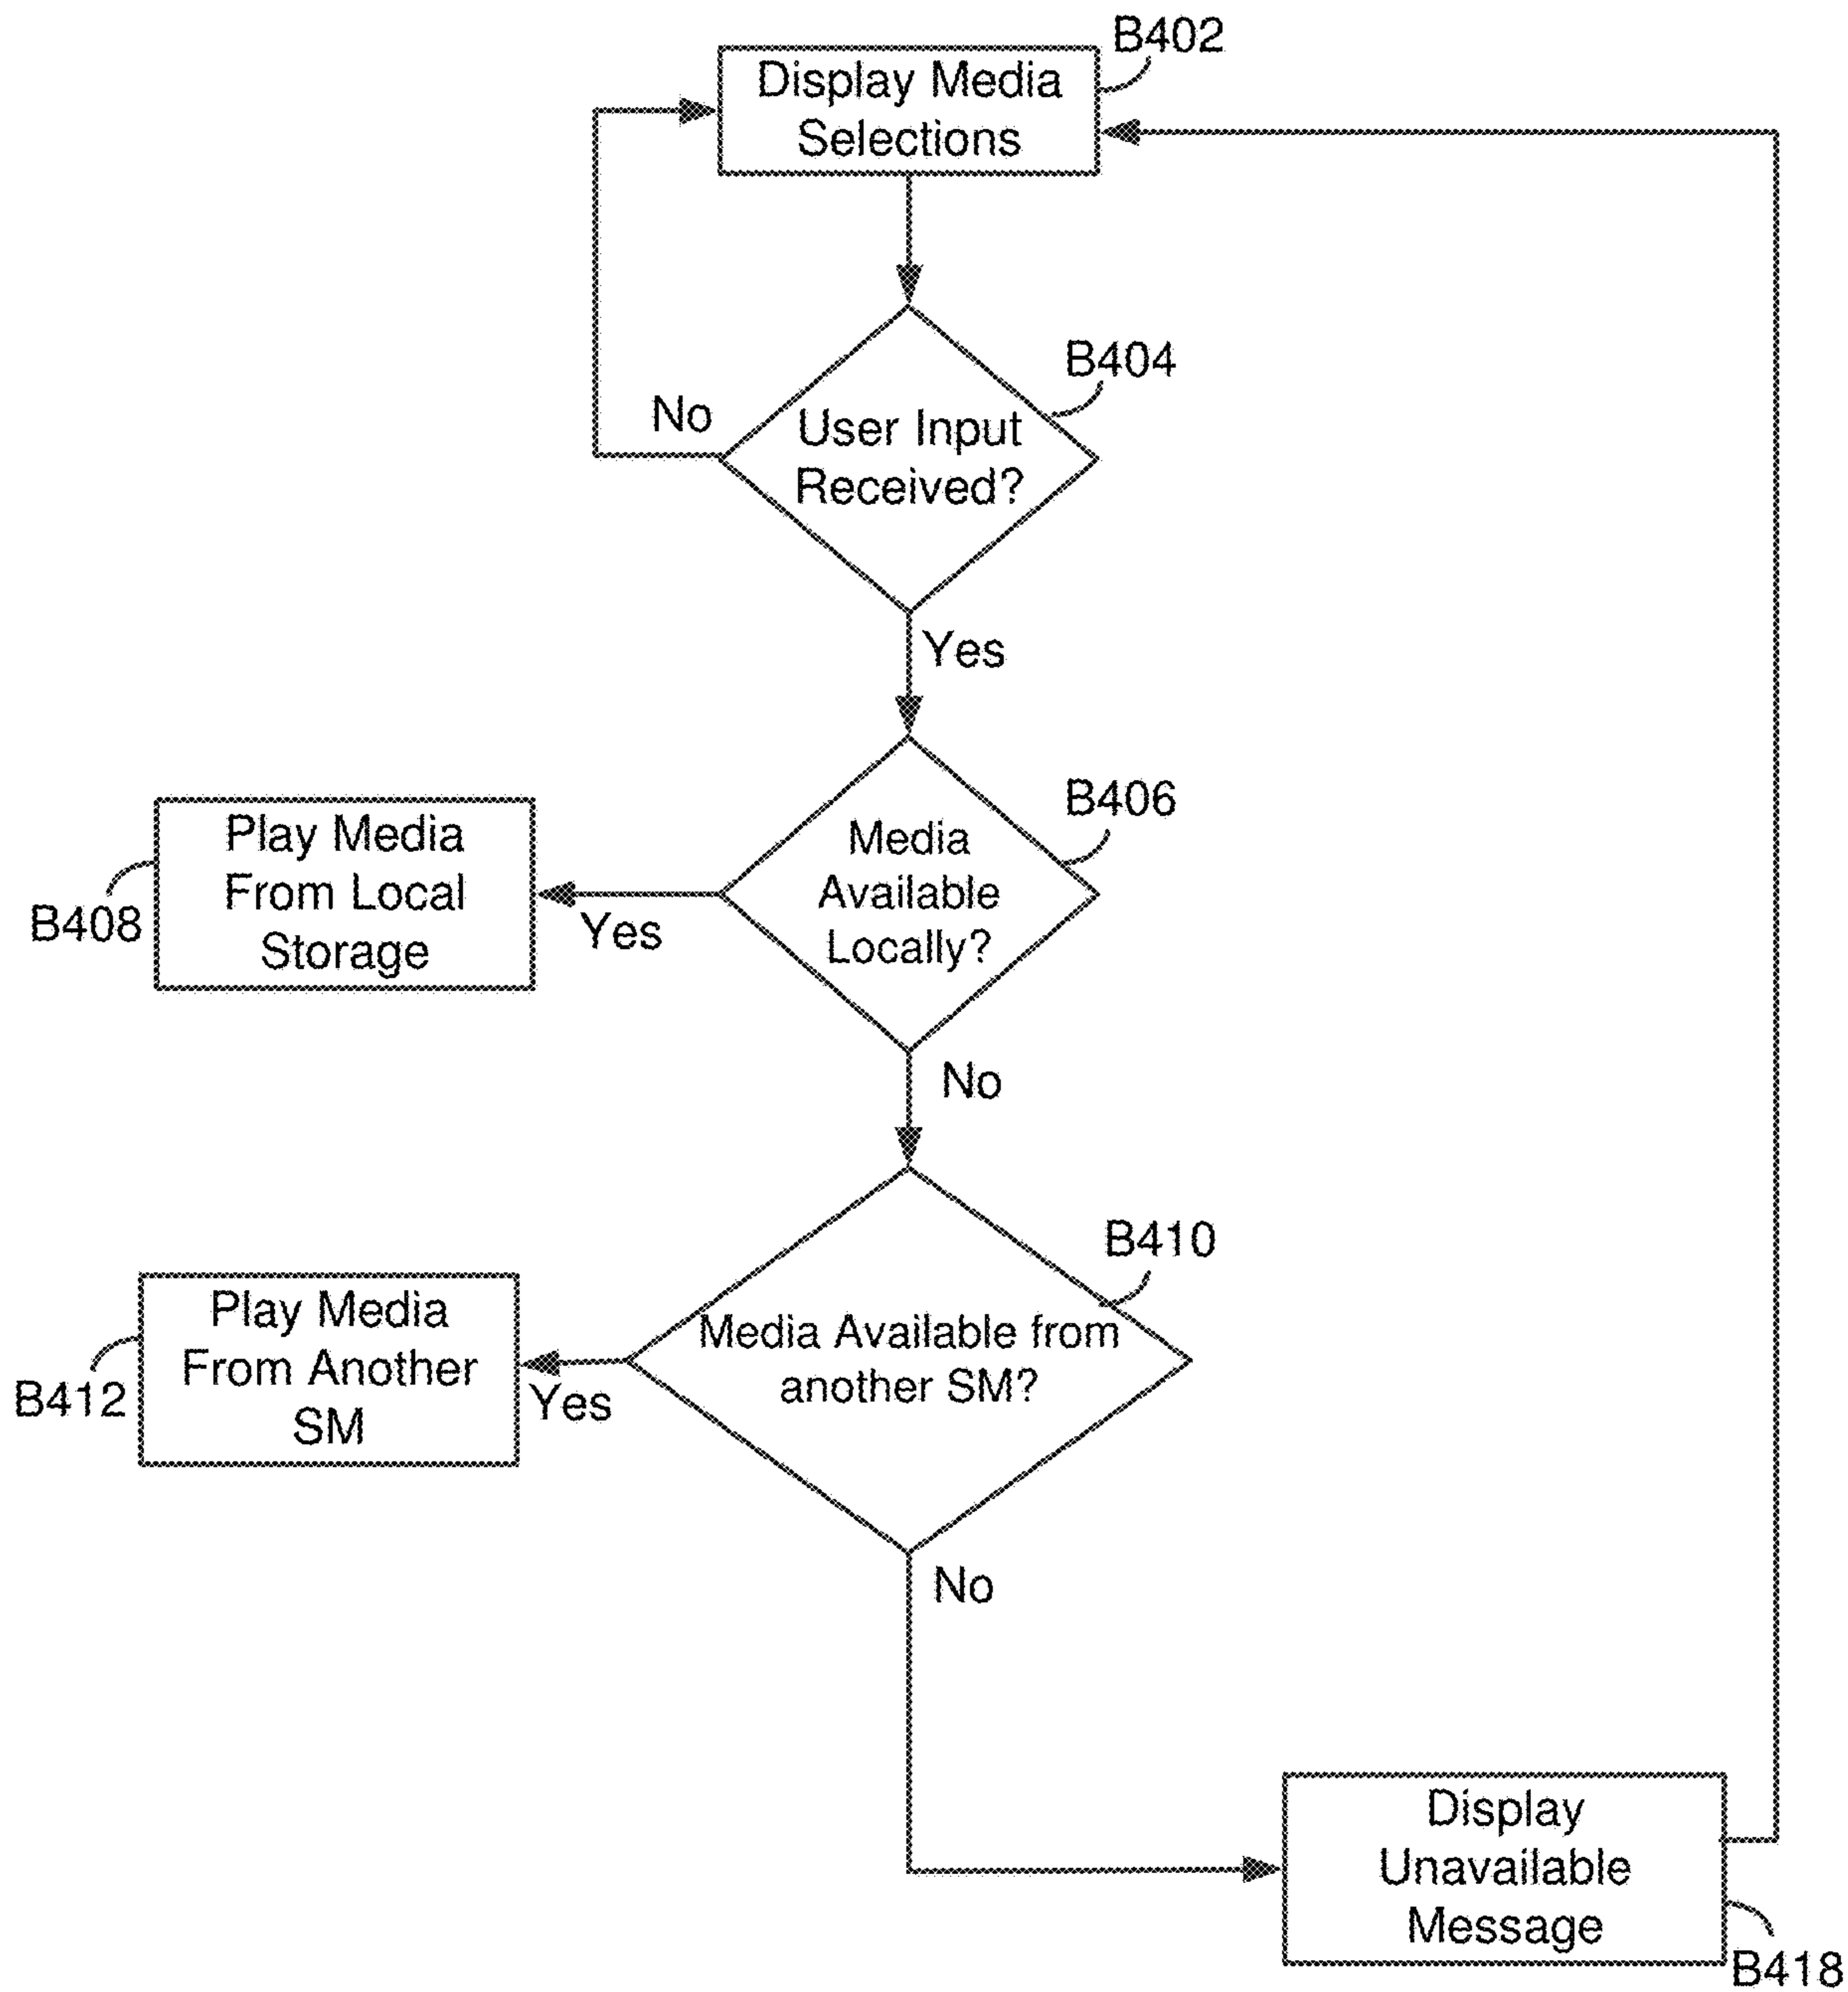 B402
Display Media
Selections
B404
No
User Input
Received?
Yes
B406
Play Media
From Local
Storage
B408
Yes
Media
Available
Locally?
No
B410
Play Media
From Another
SM
B412
Yes
Media Available from
another SM?
No
Display
Unavailable
Message
B418